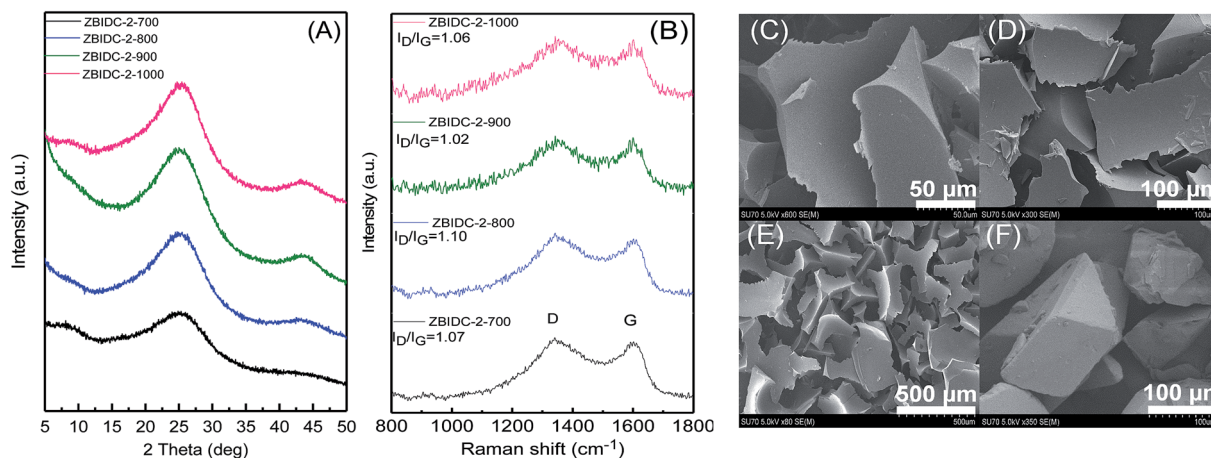 (A)
ZBIDC-2-700
ZBIDC-2-800
ZBIDC-2-900
ZBIDC-2-1000
Intensity (a.u.)
5 10 15 20 25 30 35 40 45 50
2 Theta (deg)
(B)
ZBIDC-2-1000
I_D/I_G=1.06
ZBIDC-2-900
I_D/I_G=1.02
ZBIDC-2-800
I_D/I_G=1.10
ZBIDC-2-700
I_D/I_G=1.07
D G
Intensity (a.u.)
800 1000 1200 1400 1600 1800
Raman shift (cm⁻¹)
(C)
50 µm
SU70 5.0kV x600 SE(M) 50.0um
(D)
100 µm
SU70 5.0kV x300 SE(M) 100um
(E)
500 µm
SU70 5.0kV x80 SE(M) 500um
(F)
100 µm
SU70 5.0kV x350 SE(M) 100um